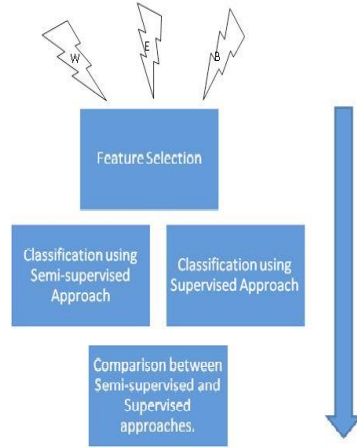 W E B
Feature Selection
Classification using
Semi-supervised
Approach
Classification using
Supervised Approach
Comparison between
Semi-supervised and
Supervised
approaches.